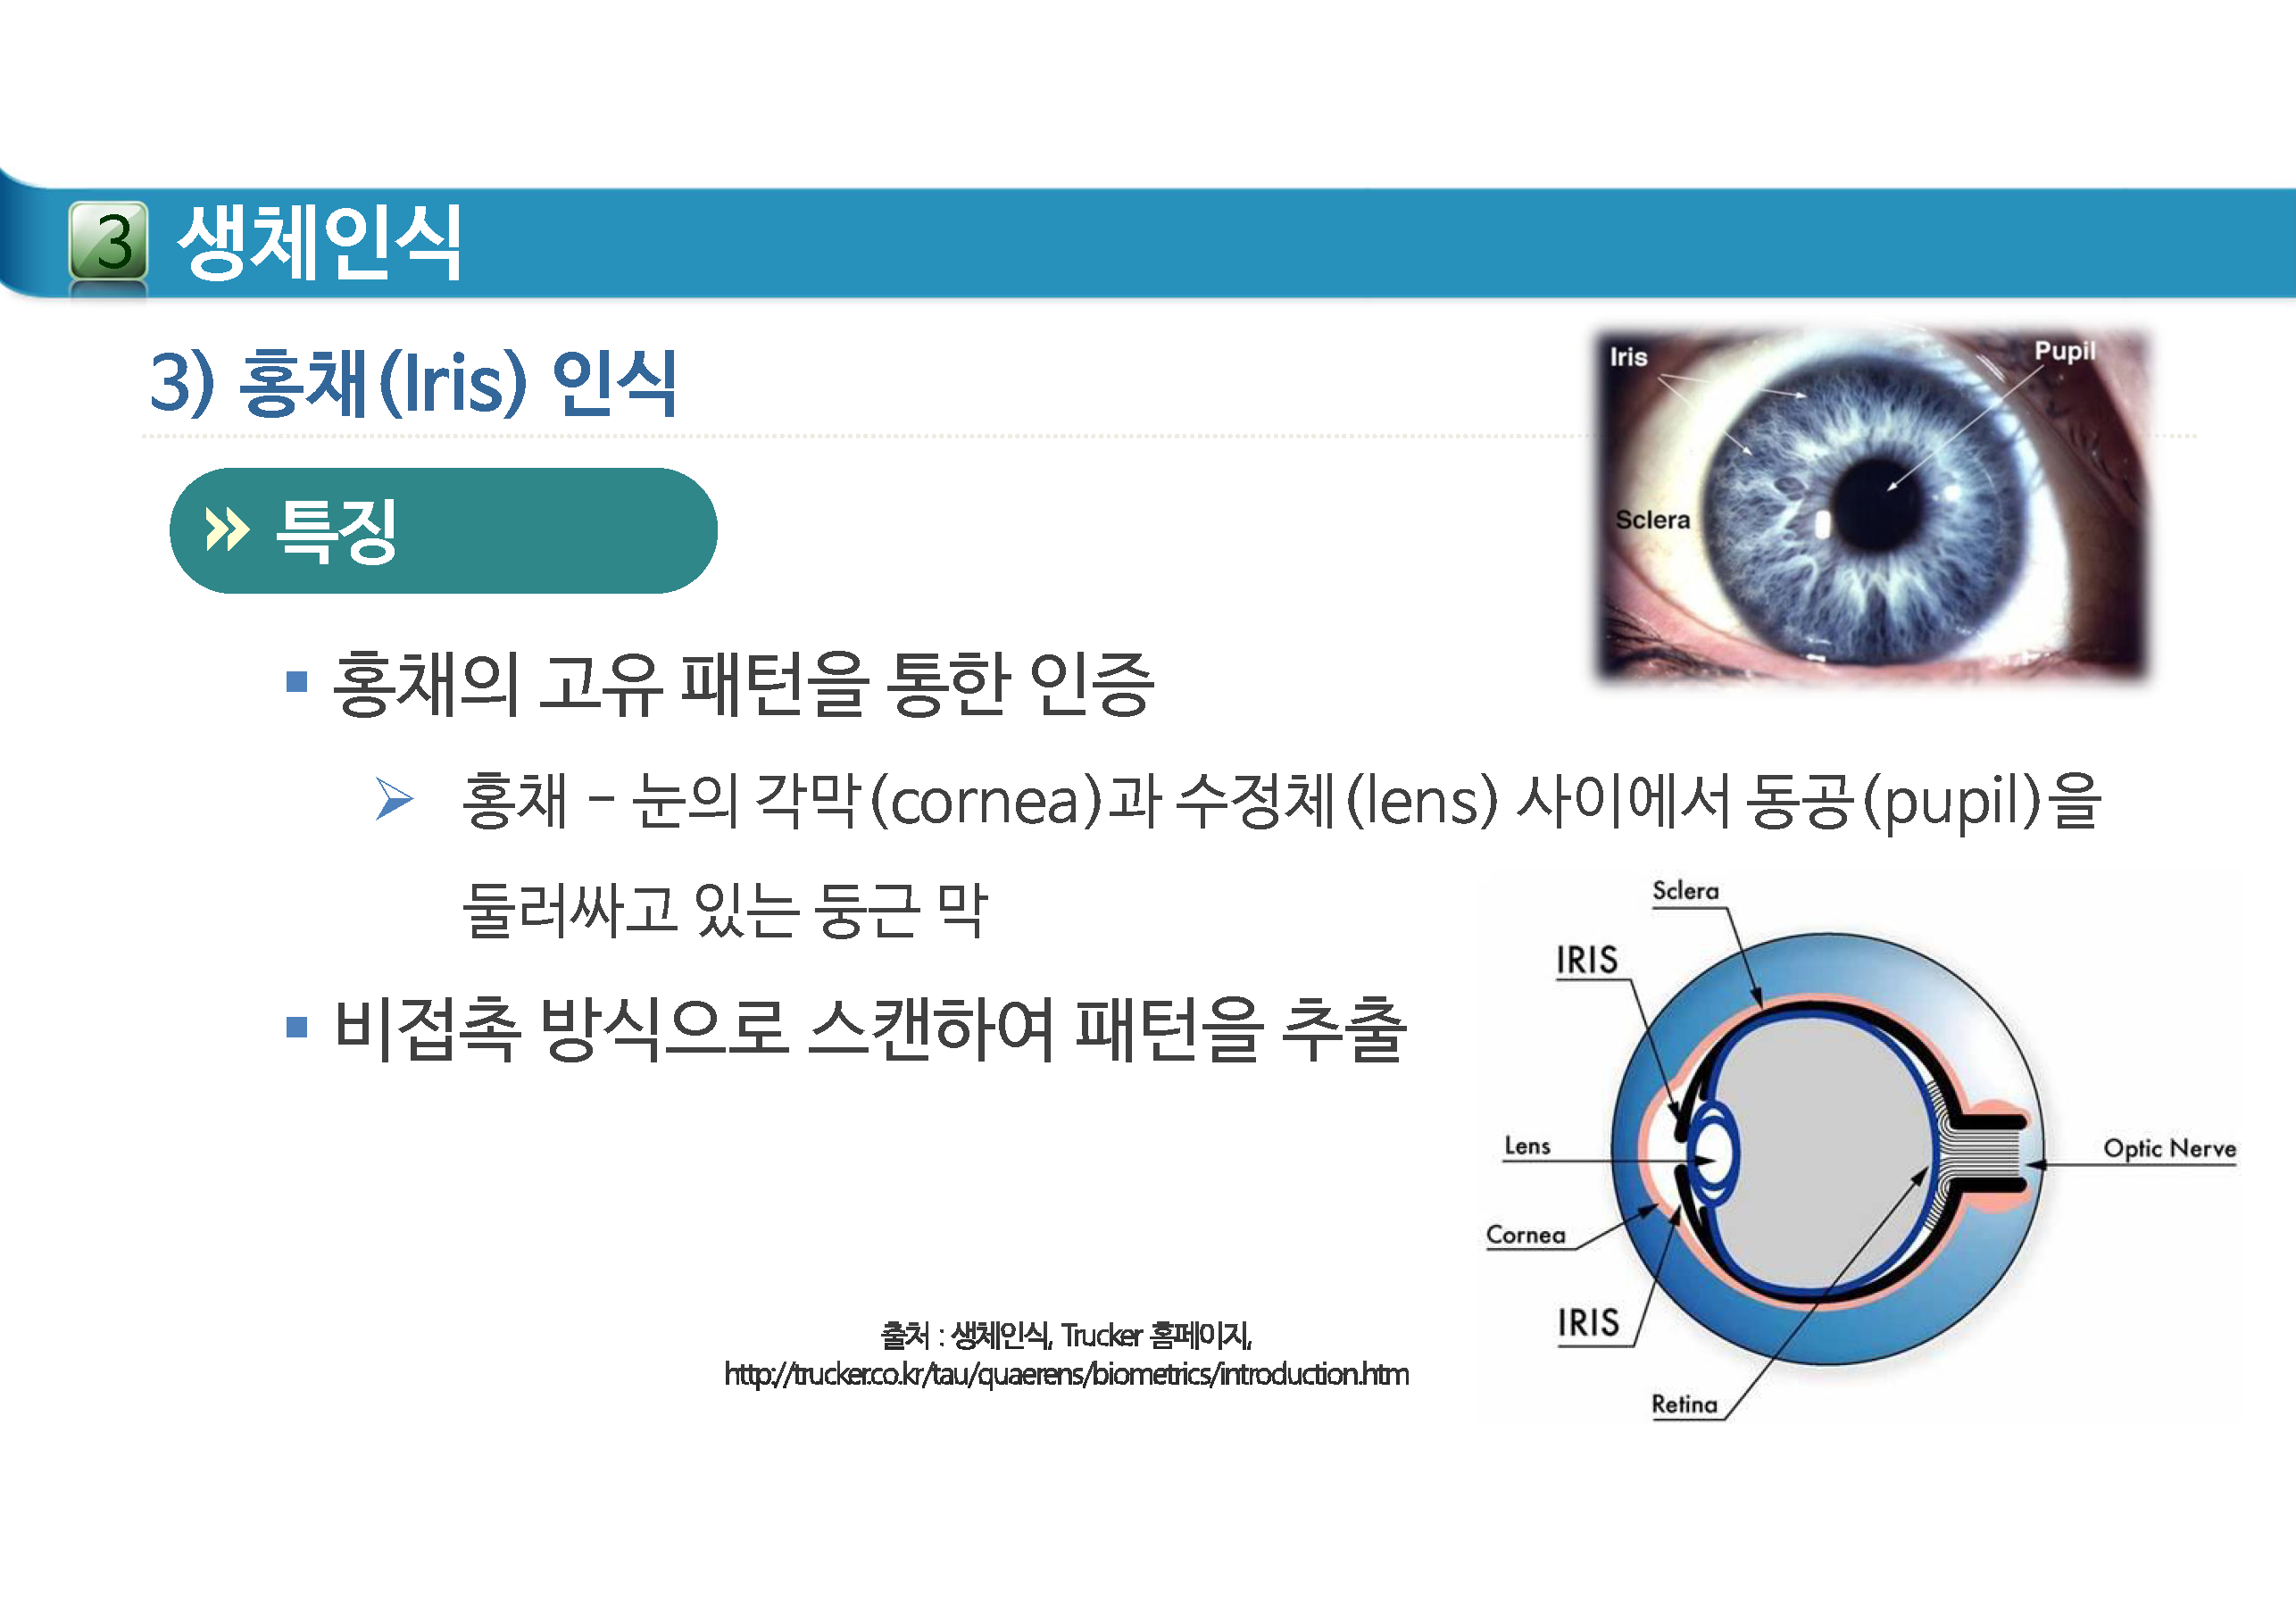 3 생체인식
3) 홍채(Iris) 인식
Iris
Pupil
Sclera
» 특징
▪ 홍채의 고유 패턴을 통한 인증
➢ 홍채 – 눈의 각막(cornea)과 수정체(lens) 사이에서 동공(pupil)을
둘러싸고 있는 둥근 막
▪ 비접촉 방식으로 스캔하여 패턴을 추출
Sclera
IRIS
Lens
Optic Nerve
Cornea
IRIS
Retina
출처 : 생체인식, Trucker 홈페이지,
http://trucker.co.kr/tau/quaerens/biometrics/introduction.htm